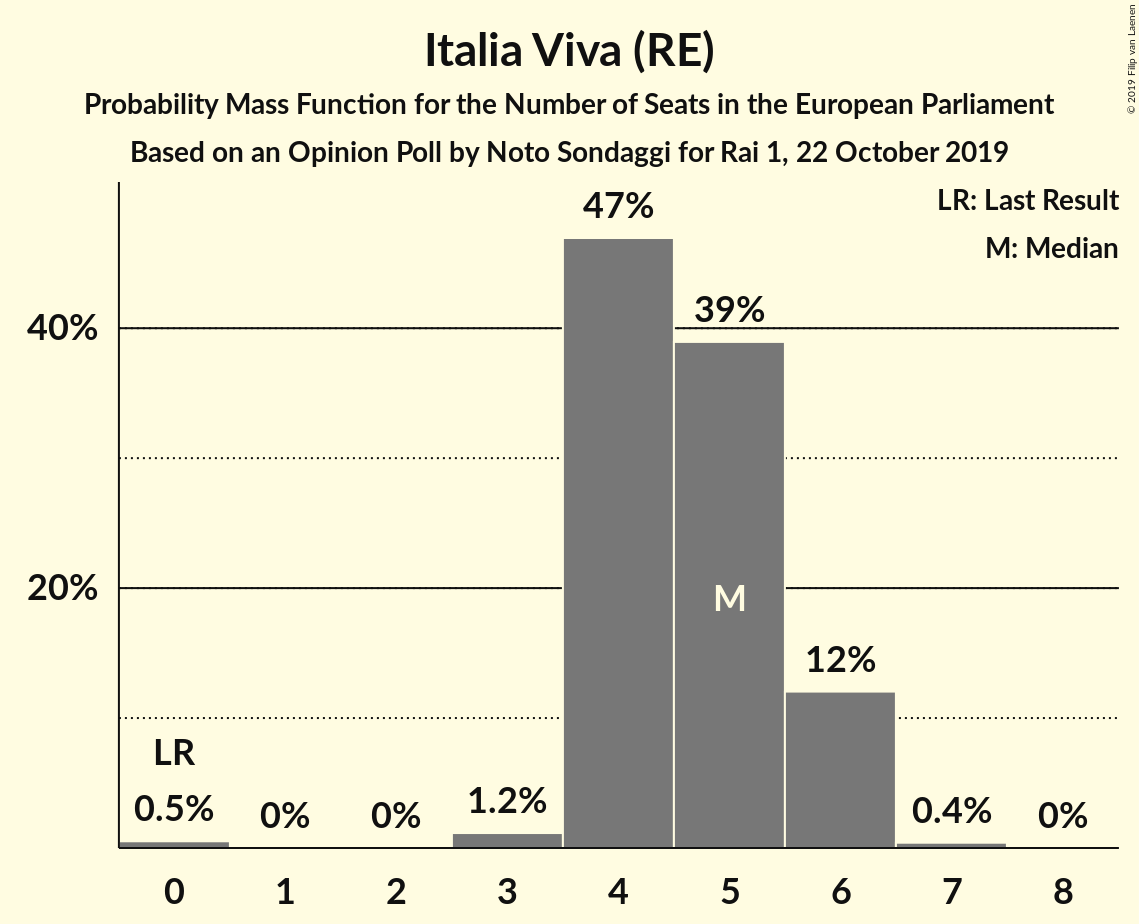 Italia Viva (RE)
Probability Mass Function for the Number of Seats in the European Parliament
Based on an Opinion Poll by Noto Sondaggi for Rai 1, 22 October 2019
© 2019 Filip van Laenen
LR: Last Result
M: Median
47%
39%
40%
20%
M
12%
LR
0.5%
0%
0%
1.2%
0.4%
0%
0
1
2
3
4
5
6
7
8